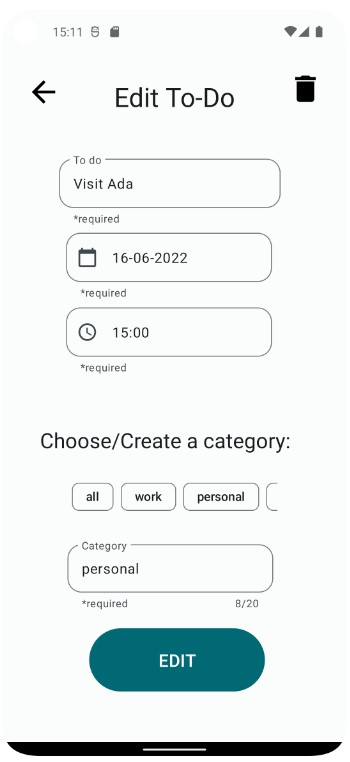 15:11
Edit To-Do
To do
Visit Ada
*required
16-06-2022
*required
15:00
*required
Choose/Create a category:
all work personal
Category
personal
*required 8/20
EDIT